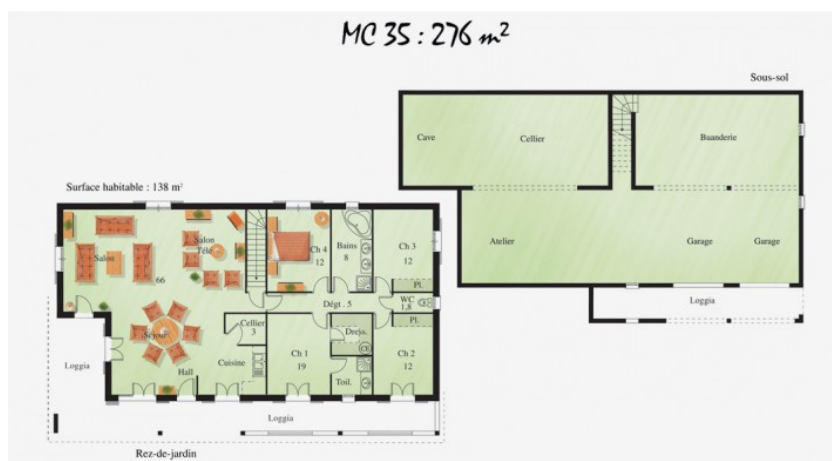 MC 35 : 276 m²
Sous-sol
Cave
Cellier
Buanderie
Atelier
Garage
Garage
Loggia
Surface habitable : 138 m²
Salon
Salon
Télé
66
Séjour
Hall
Cuisine
Cellier
3
Ch 4
12
Bains
8
Ch 3
12
Pl.
Dégt . 5
WC
1,8
Pl.
Ch 1
19
Dress.
CE
Toil.
Ch 2
12
Loggia
Loggia
Rez-de-jardin